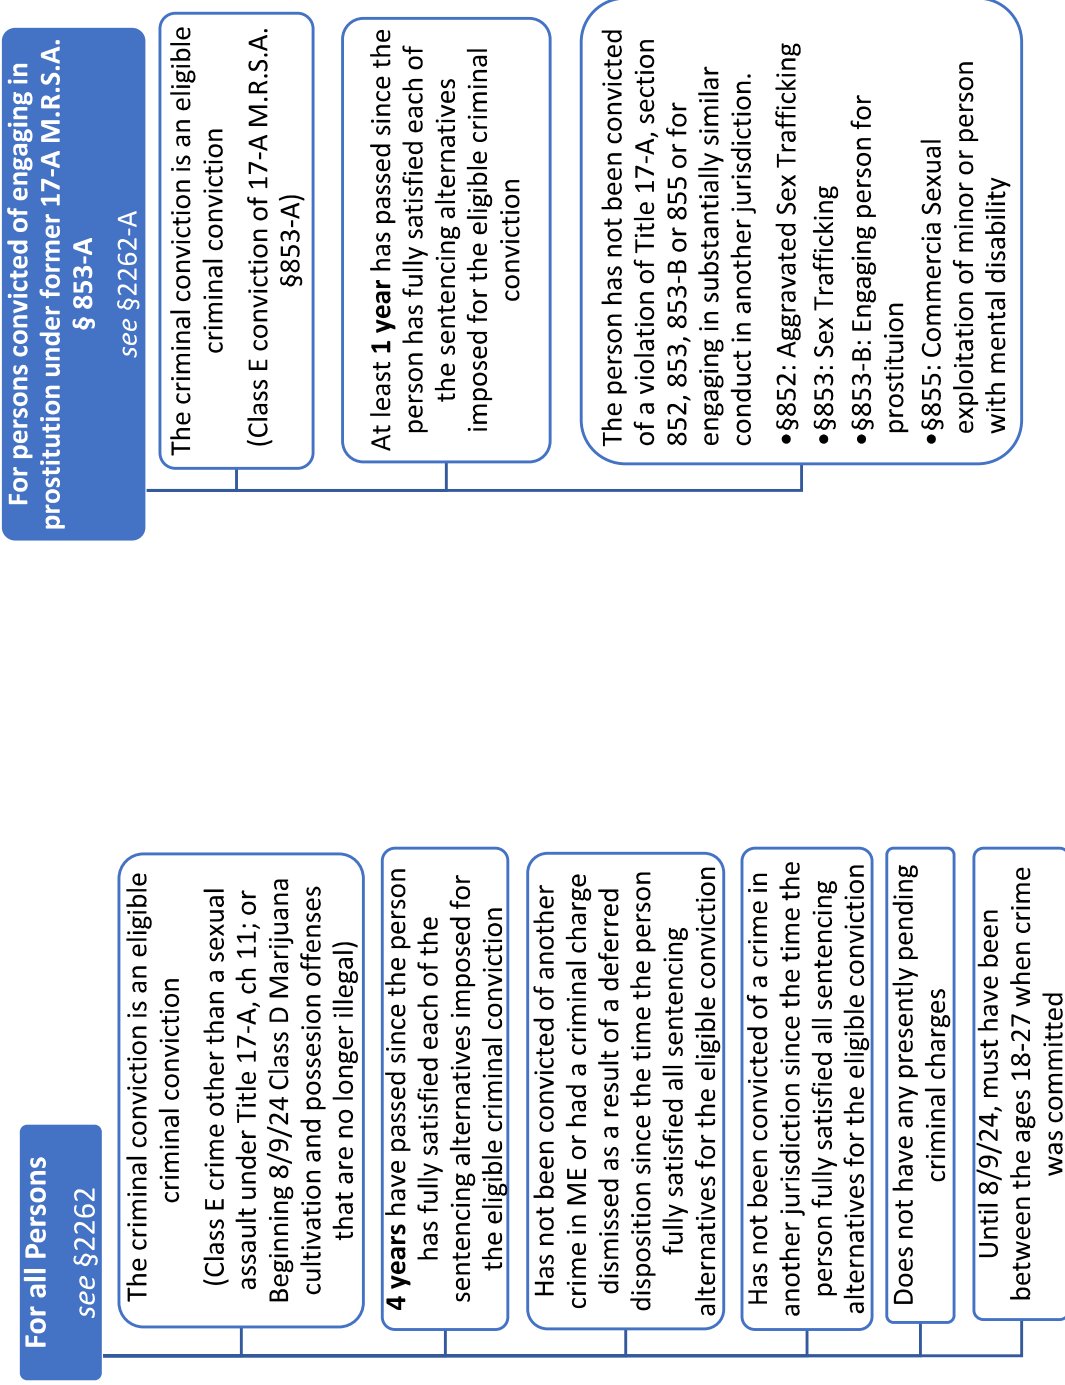 For all Persons
see §2262
The criminal conviction is an eligible
criminal conviction
(Class E crime other than a sexual
assault under Title 17-A, ch 11; or
Beginning 8/9/24 Class D Marijuana
cultivation and possesion offenses
that are no longer illegal)
4 years have passed since the person
has fully satisfied each of the
sentencing alternatives imposed for
the eligible criminal conviction
Has not been convicted of another
crime in ME or had a criminal charge
dismissed as a result of a deferred
disposition since the time the person
fully satisfied all sentencing
alternatives for the eligible conviction
Has not been convicted of a crime in
another jurisdiction since the time the
person fully satisfied all sentencing
alternatives for the eligible conviction
Does not have any presently pending
criminal charges
Until 8/9/24, must have been
between the ages 18-27 when crime
was committed
For persons convicted of engaging in
prostitution under former 17-A M.R.S.A.
§ 853-A
see §2262-A
The criminal conviction is an eligible
criminal conviction
(Class E conviction of 17-A M.R.S.A.
§853-A)
At least 1 year has passed since the
person has fully satisfied each of
the sentencing alternatives
imposed for the eligible criminal
conviction
The person has not been convicted
of a violation of Title 17-A, section
852, 853, 853-B or 855 or for
engaging in substantially similar
conduct in another jurisdiction.
•§852: Aggravated Sex Trafficking
•§853: Sex Trafficking
•§853-B: Engaging person for
prostituion
•§855: Commercia Sexual
exploitation of minor or person
with mental disability